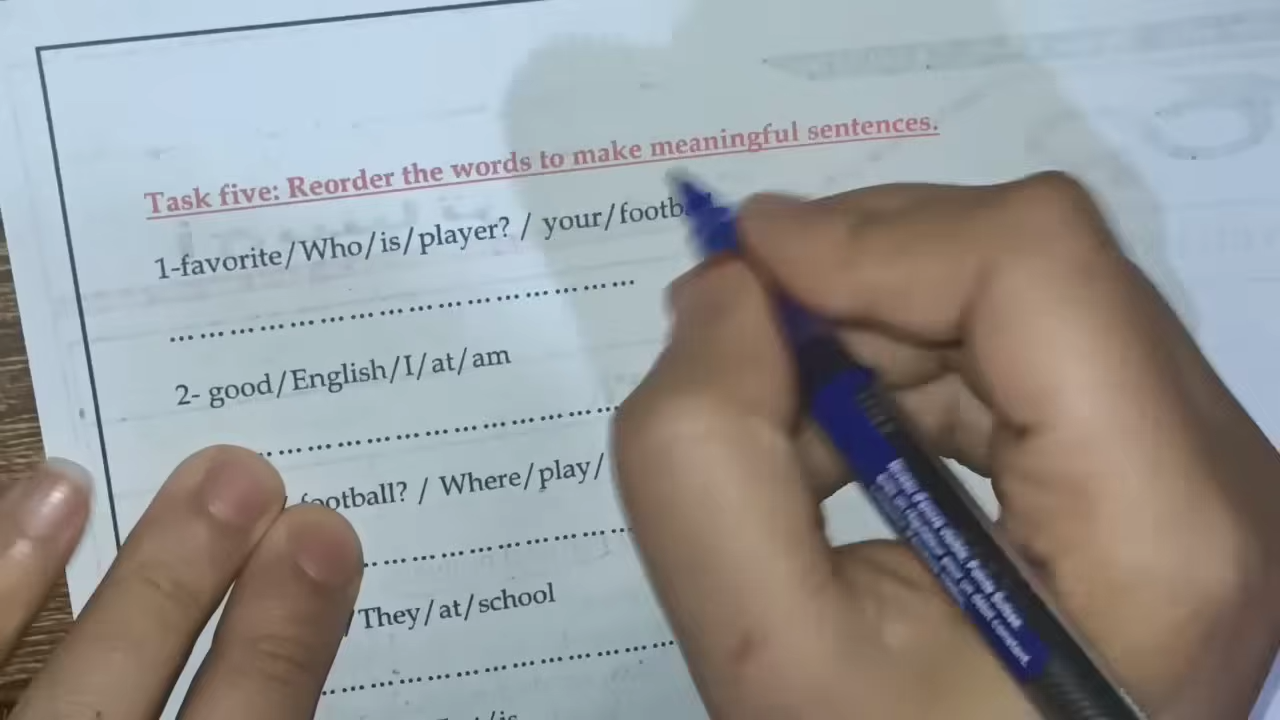 Task five: Reorder the words to make meaningful sentences.
1-favorite/Who/is/player? / your/
2- good/English/I/at/am
football? / Where/play/
They/at/school
/is